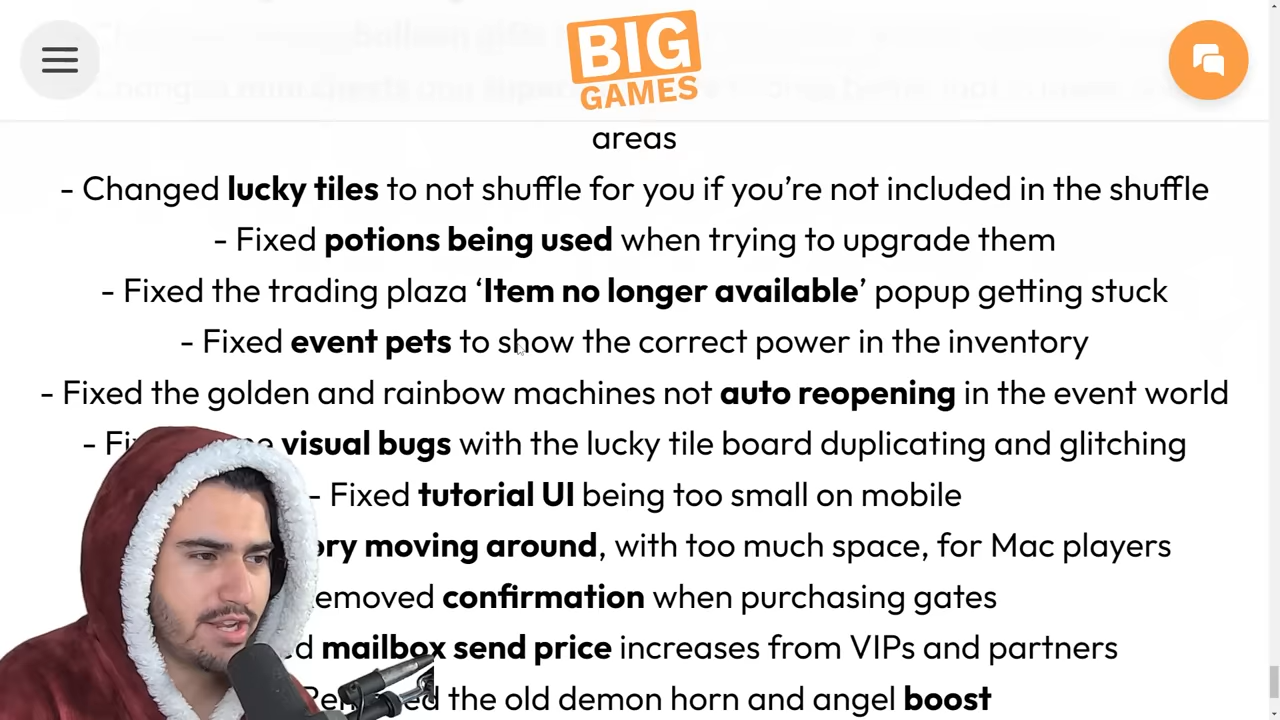 BIG
GAMES
areas
- Changed lucky tiles to not shuffle for you if you’re not included in the shuffle
- Fixed potions being used when trying to upgrade them
- Fixed the trading plaza ‘Item no longer available’ popup getting stuck
- Fixed event pets to show the correct power in the inventory
- Fixed the golden and rainbow machines not auto reopening in the event world
- visual bugs with the lucky tile board duplicating and glitching
- Fixed tutorial UI being too small on mobile
moving around, with too much space, for Mac players
confirmation when purchasing gates
mailbox send price increases from VIPs and partners
the old demon horn and angel boost